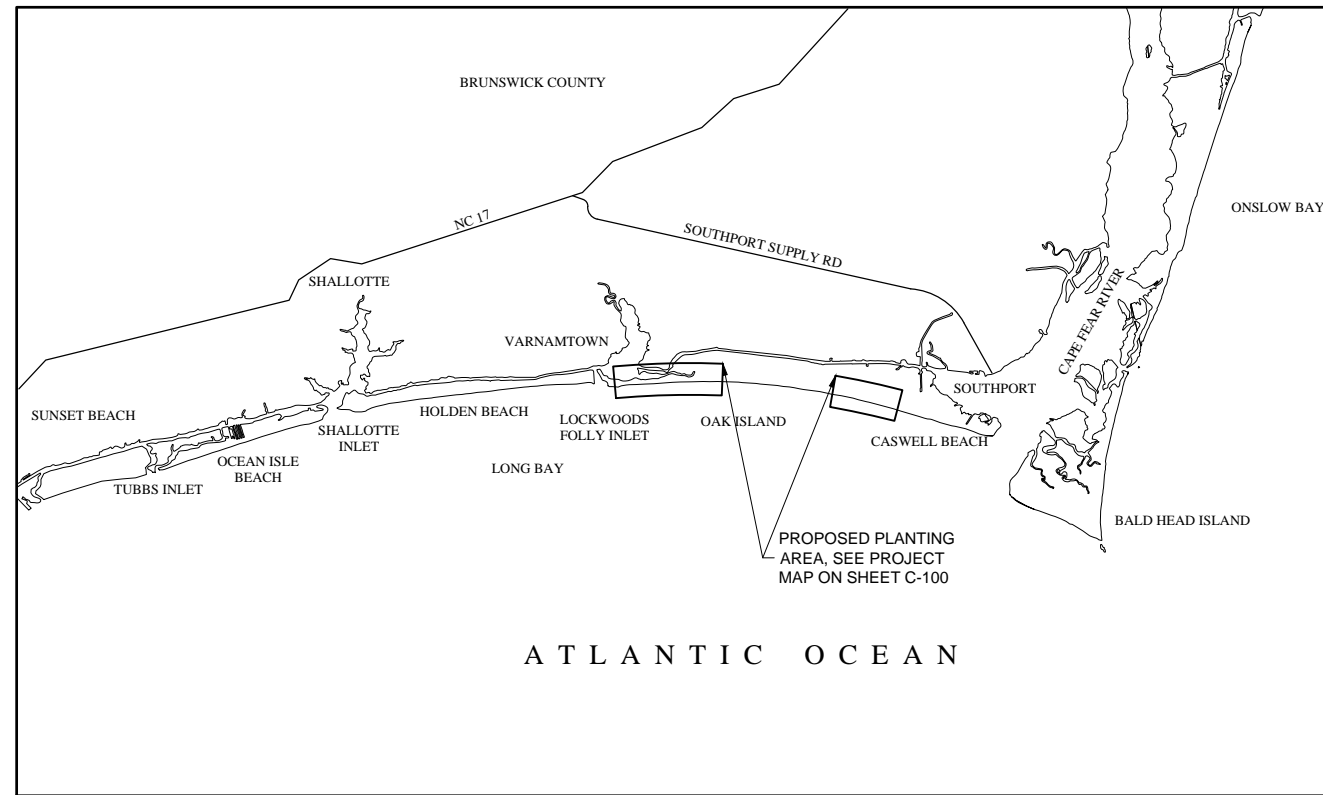 BRUNSWICK COUNTY
ONSLOW BAY
NC 17
SOUTHPORT SUPPLY RD
SHALLOTTE
CAPE FEAR RIVER
VARNAMTOWN
SOUTHPORT
SUNSET BEACH
HOLDEN BEACH
LOCKWOODS
FOLLY INLET
OAK ISLAND
SHALLOTTE
INLET
CASWELL BEACH
OCEAN ISLE
BEACH
LONG BAY
TUBBS INLET
BALD HEAD ISLAND
PROPOSED PLANTING
AREA, SEE PROJECT
MAP ON SHEET C-100
ATLANTIC OCEAN